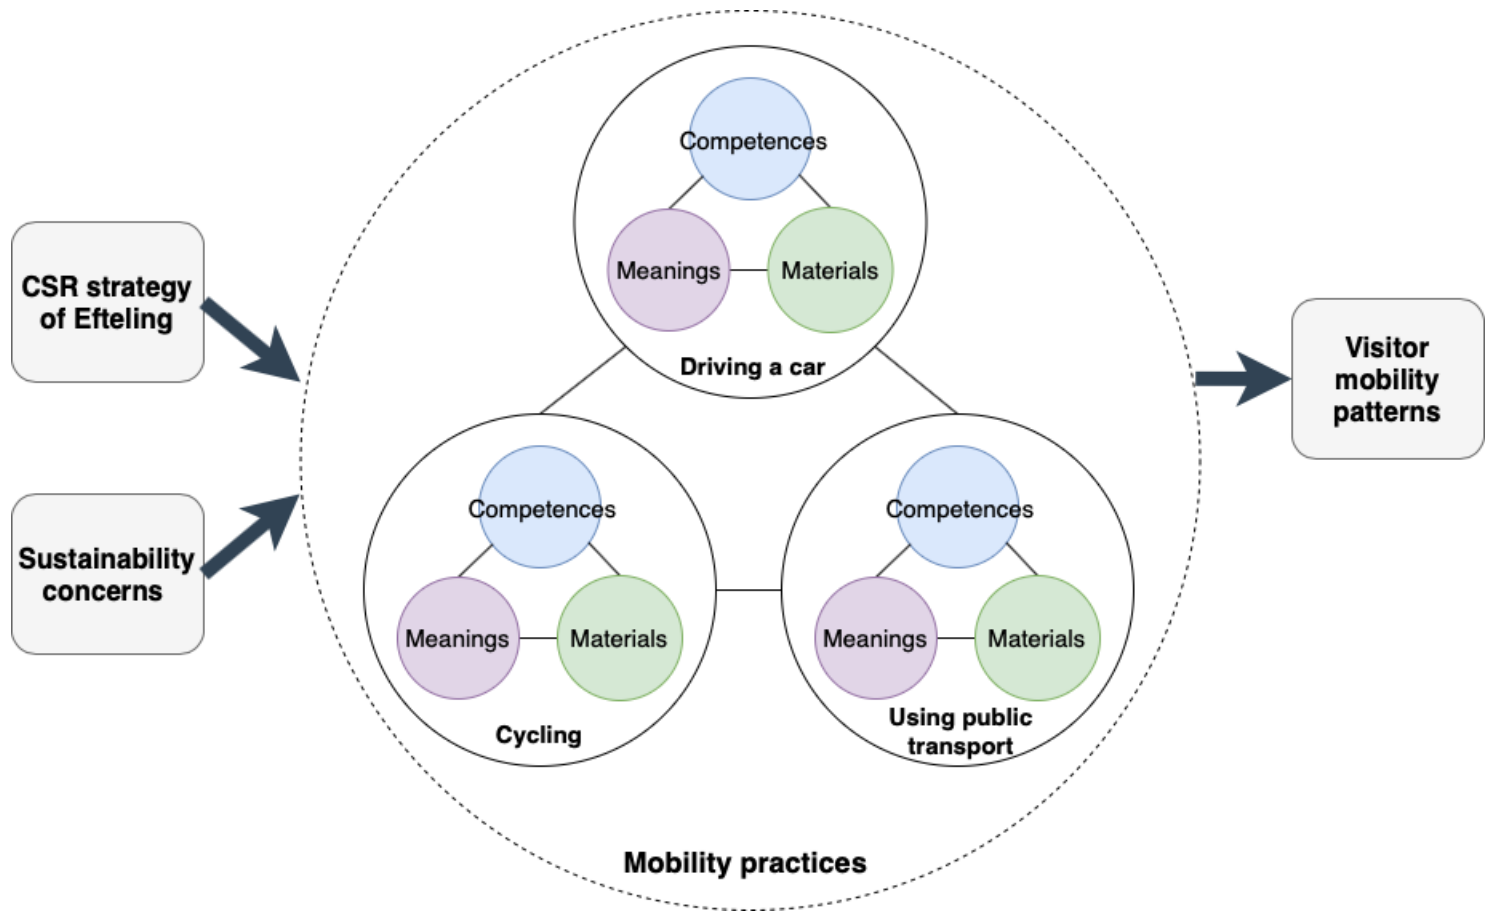 CSR strategy
of Efteling
Sustainability
concerns
Competences
Meanings
Materials
Driving a car
Competences
Meanings
Materials
Cycling
Competences
Meanings
Materials
Using public
transport
Mobility practices
Visitor
mobility
patterns